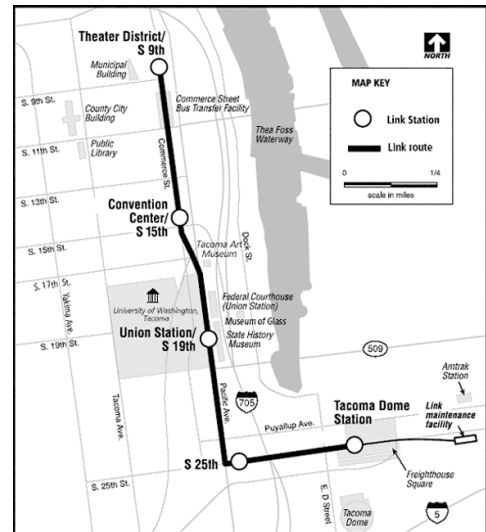 Theater District/
S 9th
Municipal
Building
NORTH
MAP KEY
Link Station
Link route
0
1/4
scale in miles
S. 9th St.
County City
Building
Commerce Street
Bus Transfer Facility
Thea Foss
Waterway
S. 11th St.
Public
Library
Commerce St.
S. 13th St.
Convention
Center/
S 15th
Dock St.
S. 15th St.
Tacoma Art
Museum
S. 17th St.
University of Washington,
Tacoma
Federal Courthouse
(Union Station)
Museum of Glass
State History
Museum
Union Station/
S 19th
Yakima Ave.
S. 19th St.
509
Tacoma Ave.
Pacific Ave.
705
Amtrak
Station
Link
maintenance
facility
Tacoma Dome
Station
Puyallup Ave.
S 25th
Freighthouse
Square
S. 25th St.
E. D Street
Tacoma
Dome
5